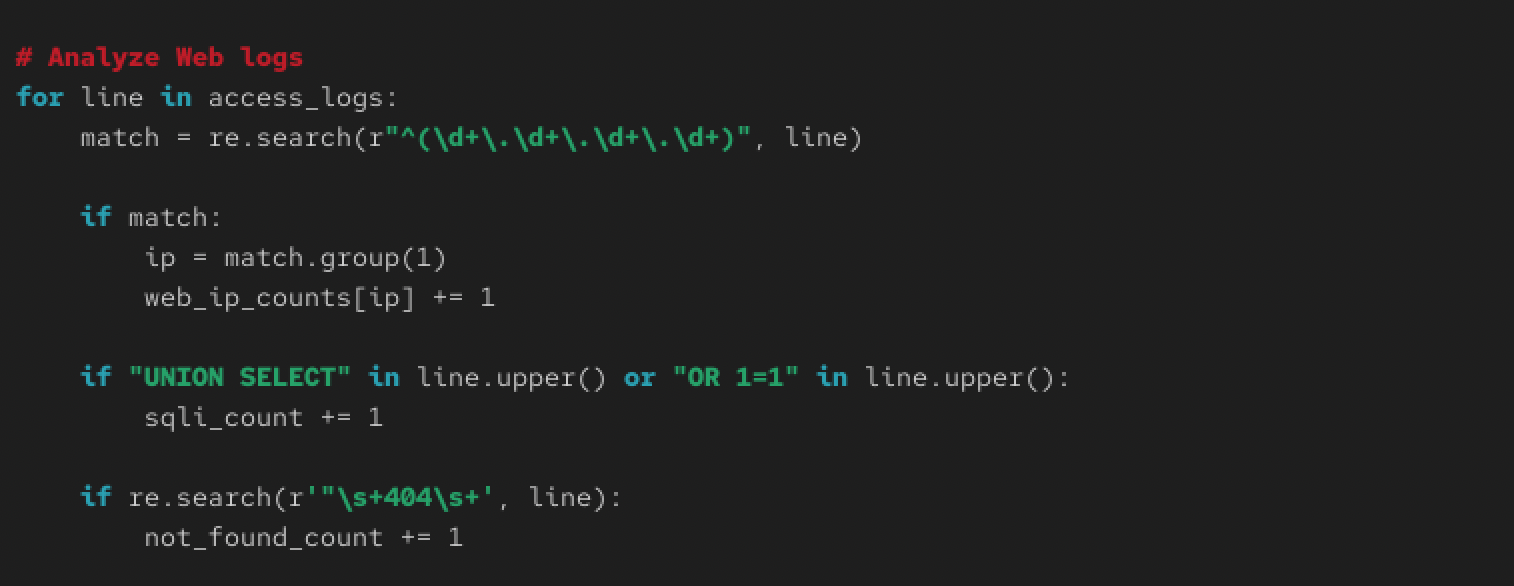 # Analyze Web logs
for line in access_logs:
    match = re.search(r"^(\d+\.\d+\.\d+\.\d+)", line)
    if match:
        ip = match.group(1)
        web_ip_counts[ip] += 1
    if "UNION SELECT" in line.upper() or "OR 1=1" in line.upper():
        sqli_count += 1
    if re.search(r'"\s+404\s+', line):
        not_found_count += 1